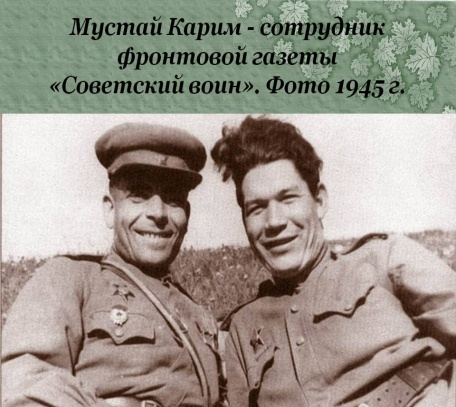 Мустай Карим - сотрудник
фронтовой газеты
«Советский воин». Фото 1945 г.